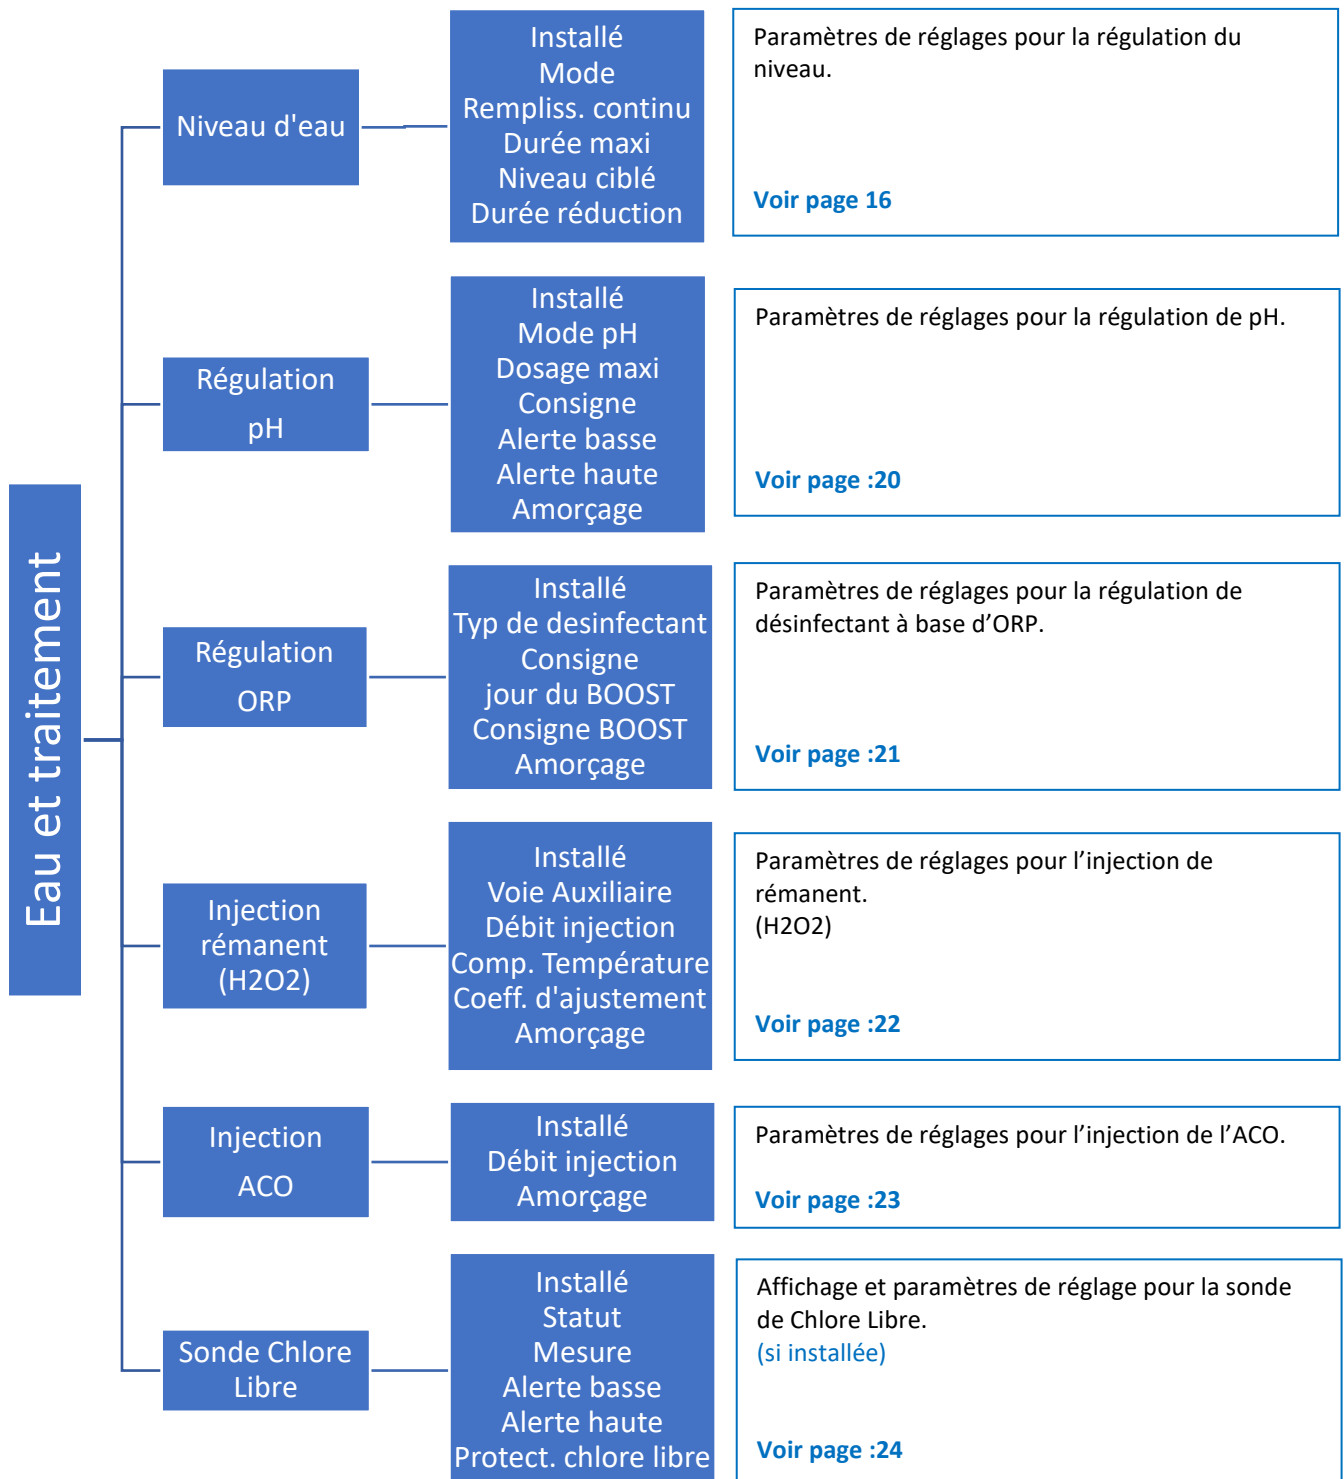 Eau et traitement
Niveau d'eau
Installé
Mode
Rempliss. continu
Durée maxi
Niveau ciblé
Durée réduction
Paramètres de réglages pour la régulation du
niveau.
Voir page 16
Régulation
pH
Installé
Mode pH
Dosage maxi
Consigne
Alerte basse
Alerte haute
Amorçage
Paramètres de réglages pour la régulation de pH.
Voir page :20
Régulation
ORP
Installé
Typ de desinfectant
Consigne
jour du BOOST
Consigne BOOST
Amorçage
Paramètres de réglages pour la régulation de
désinfectant à base d’ORP.
Voir page :21
Injection
rémanent
(H2O2)
Installé
Voie Auxiliaire
Débit injection
Comp. Température
Coeff. d'ajustement
Amorçage
Paramètres de réglages pour l’injection de
rémanent.
(H2O2)
Voir page :22
Injection
ACO
Installé
Débit injection
Amorçage
Paramètres de réglages pour l’injection de l’ACO.
Voir page :23
Sonde Chlore
Libre
Installé
Statut
Mesure
Alerte basse
Alerte haute
Protect. chlore libre
Affichage et paramètres de réglage pour la sonde
de Chlore Libre.
(si installée)
Voir page :24